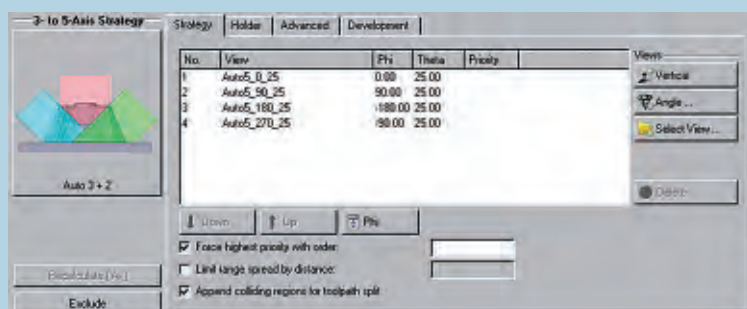 3- to 5-Axis Strategy
Auto 3 + 2
Recalculate (No.)
Exclude
Strategy Holder Advanced Development
No. View Phi Theta Priority
1 Auto5_0_25 0.00 25.00
2 Auto5_90_25 90.00 25.00
3 Auto5_180_25 -180.00 25.00
4 Auto5_270_25 -90.00 25.00
Down Up Phi
Force highest priority with order:
Limit range spread by distance:
Append colliding regions for toolpath split
Views
Vertical
Angle ...
Select View...
Delete